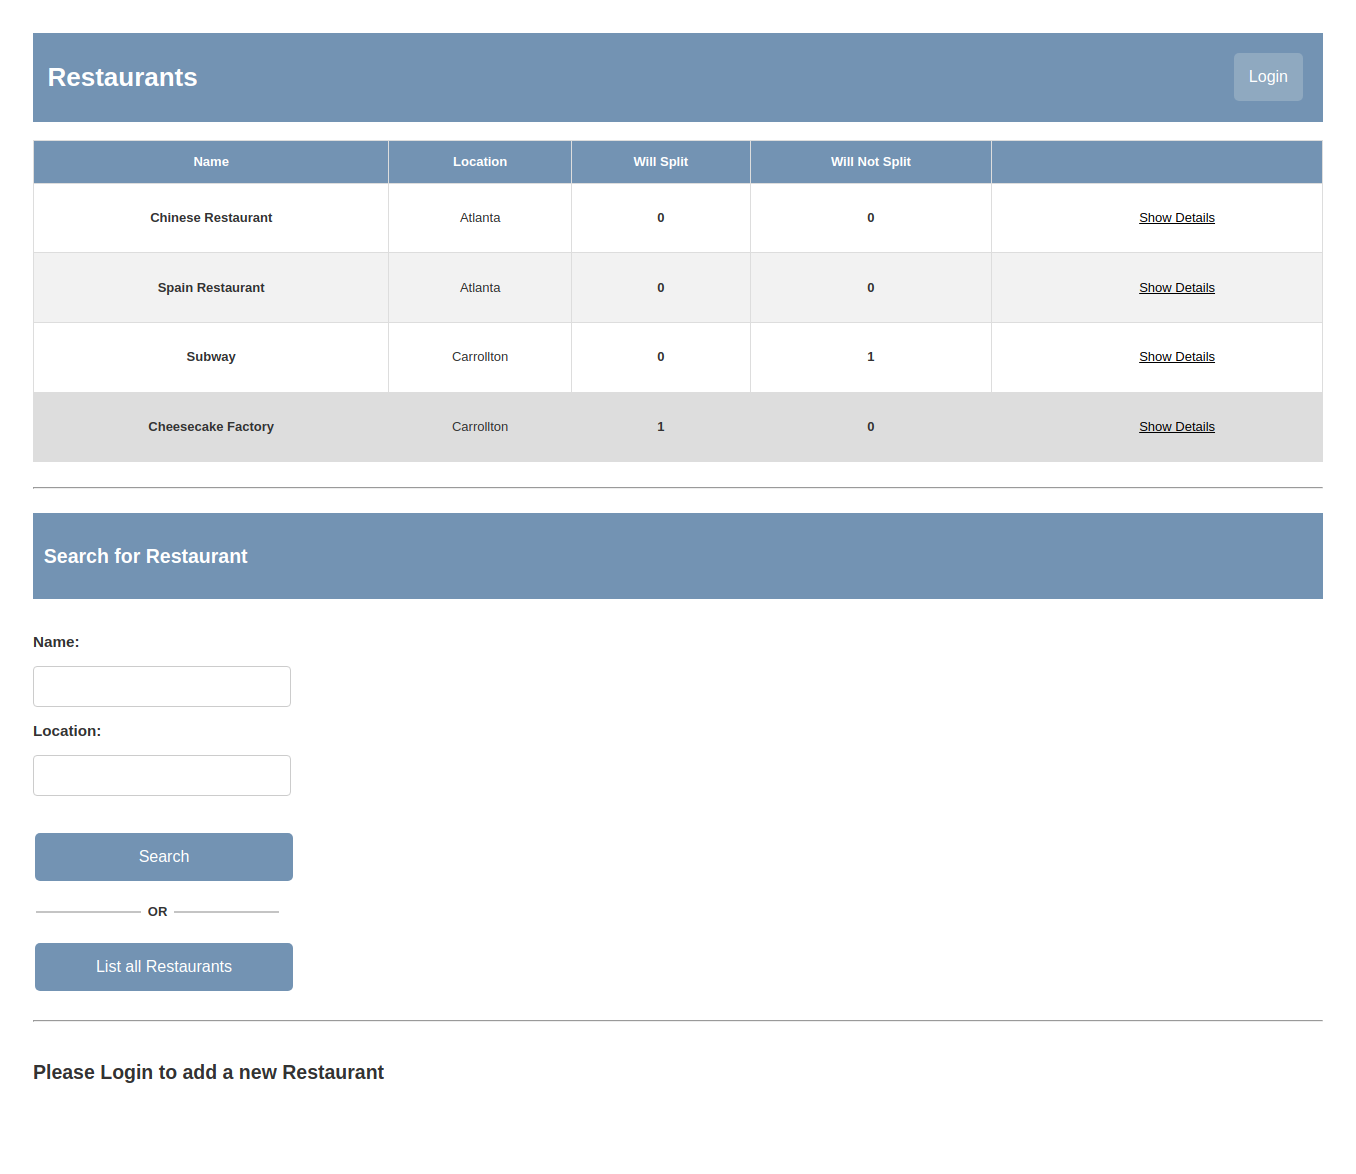 Restaurants Login
Name Location Will Split Will Not Split
Chinese Restaurant Atlanta 0 0 Show Details
Spain Restaurant Atlanta 0 0 Show Details
Subway Carrollton 0 1 Show Details
Cheesecake Factory Carrollton 1 0 Show Details
Search for Restaurant
Name:
Location:
Search
OR
List all Restaurants
Please Login to add a new Restaurant